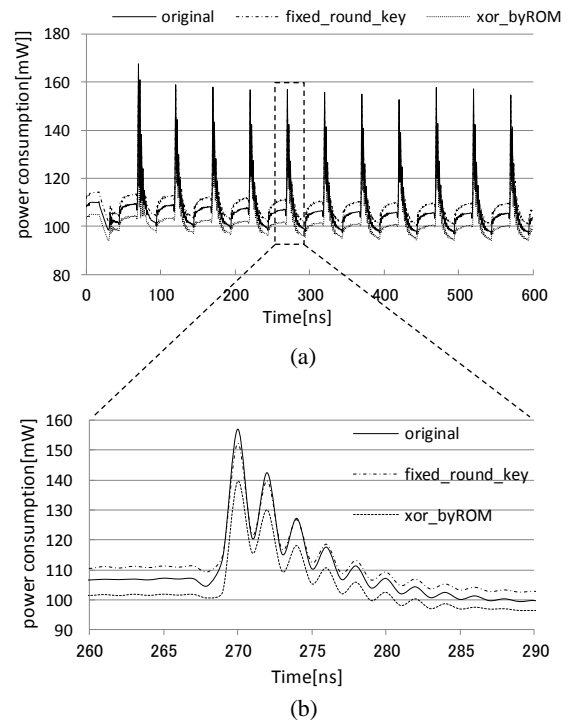 original fixed_round_key xor_byROM
power consumption[mW]]
180
160
140
120
100
80
0 100 200 300 400 500 600
Time[ns]
(a)
power consumption[mW]
160
150
140
130
120
110
100
90
original
fixed_round_key
xor_byROM
260 265 270 275 280 285 290
Time[ns]
(b)